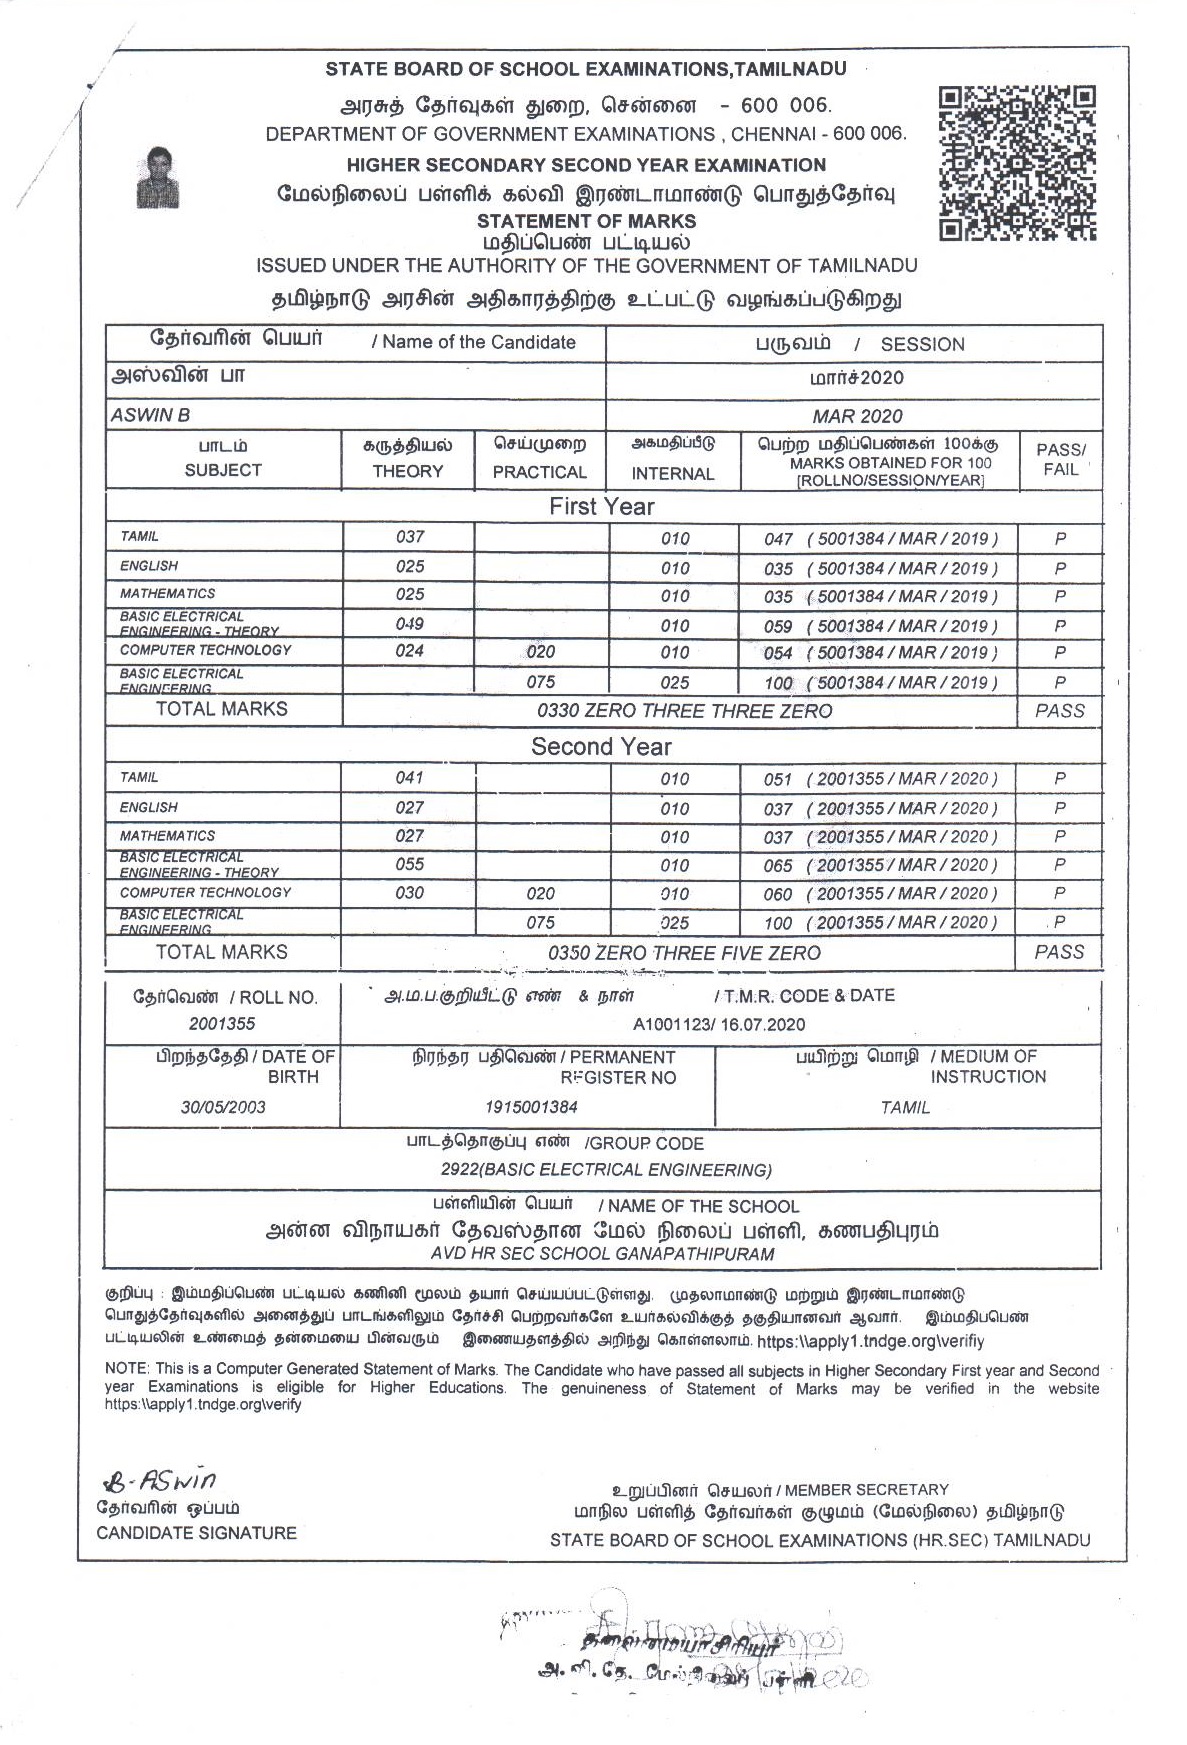 STATE BOARD OF SCHOOL EXAMINATIONS,TAMILNADU
அரசுத் தேர்வுகள் துறை, சென்னை - 600 006.
DEPARTMENT OF GOVERNMENT EXAMINATIONS , CHENNAI - 600 006.
HIGHER SECONDARY SECOND YEAR EXAMINATION
மேல்நிலைப் பள்ளிக் கல்வி இரண்டாமாண்டு பொதுத்தேர்வு
STATEMENT OF MARKS
மதிப்பெண் பட்டியல்
ISSUED UNDER THE AUTHORITY OF THE GOVERNMENT OF TAMILNADU
தமிழ்நாடு அரசின் அதிகாரத்திற்கு உட்பட்டு வழங்கப்படுகிறது
தேர்வரின் பெயர் / Name of the Candidate பருவம் / SESSION
அஸ்வின் பா மார்ச்2020
ASWIN B MAR 2020
பாடம் கருத்தியல் செய்முறை அகமதிப்பீடு பெற்ற மதிப்பெண்கள் 100க்கு PASS/
SUBJECT THEORY PRACTICAL INTERNAL MARKS OBTAINED FOR 100 FAIL
[ROLLNO/SESSION/YEAR]
First Year
TAMIL 037 010 047 ( 5001384 / MAR / 2019 ) P
ENGLISH 025 010 035 ( 5001384 / MAR / 2019 ) P
MATHEMATICS 025 010 035 ( 5001384 / MAR / 2019 ) P
BASIC ELECTRICAL
ENGINEERING - THEORY 049 010 059 ( 5001384 / MAR / 2019 ) P
COMPUTER TECHNOLOGY 024 020 010 054 ( 5001384 / MAR / 2019 ) P
BASIC ELECTRICAL
ENGINEERING 075 025 100 ( 5001384 / MAR / 2019 ) P
TOTAL MARKS 0330 ZERO THREE THREE ZERO PASS
Second Year
TAMIL 041 010 051 ( 2001355 / MAR / 2020 ) P
ENGLISH 027 010 037 ( 2001355 / MAR / 2020 ) P
MATHEMATICS 027 010 037 ( 2001355 / MAR / 2020 ) P
BASIC ELECTRICAL
ENGINEERING - THEORY 055 010 065 ( 2001355 / MAR / 2020 ) P
COMPUTER TECHNOLOGY 030 020 010 060 ( 2001355 / MAR / 2020 ) P
BASIC ELECTRICAL
ENGINEERING 075 025 100 ( 2001355 / MAR / 2020 ) P
TOTAL MARKS 0350 ZERO THREE FIVE ZERO PASS
தேர்வெண் / ROLL NO. அ.ம.ப.குறியீட்டு எண் & நாள் / T.M.R. CODE & DATE
2001355 A1001123/ 16.07.2020
பிறந்ததேதி / DATE OF நிரந்தர பதிவெண் / PERMANENT பயிற்று மொழி / MEDIUM OF
BIRTH REGISTER NO INSTRUCTION
30/05/2003 1915001384 TAMIL
பாடத்தொகுப்பு எண் /GROUP CODE
2922(BASIC ELECTRICAL ENGINEERING)
பள்ளியின் பெயர் / NAME OF THE SCHOOL
அன்ன விநாயகர் தேவஸ்தான மேல் நிலைப் பள்ளி, கணபதிபுரம்
AVD HR SEC SCHOOL GANAPATHIPURAM
குறிப்பு : இம்மதிப்பெண் பட்டியல் கணினி மூலம் தயார் செய்யப்பட்டுள்ளது. முதலாமாண்டு மற்றும் இரண்டாமாண்டு
பொதுத்தேர்வுகளில் அனைத்துப் பாடங்களிலும் தேர்ச்சி பெற்றவர்களே உயர்கல்விக்குத் தகுதியானவர் ஆவார். இம்மதிபபெண்
பட்டியலின் உண்மைத் தன்மையை பின்வரும் இணையதளத்தில் அறிந்து கொள்ளலாம். https:\\apply1.tndge.org\verifiy
NOTE: This is a Computer Generated Statement of Marks. The Candidate who have passed all subjects in Higher Secondary First year and Second
year Examinations is eligible for Higher Educations. The genuineness of Statement of Marks may be verified in the website
https:\\apply1.tndge.org\verify
B-ASwin
தேர்வரின் ஒப்பம்
CANDIDATE SIGNATURE
உறுப்பினர் செயலர் / MEMBER SECRETARY
மாநில பள்ளித் தேர்வர்கள் குழுமம் (மேல்நிலை) தமிழ்நாடு
STATE BOARD OF SCHOOL EXAMINATIONS (HR.SEC) TAMILNADU
தலைமையாசிரியர்
அ. வி. தே. மேல்நிலைப் பள்ளி